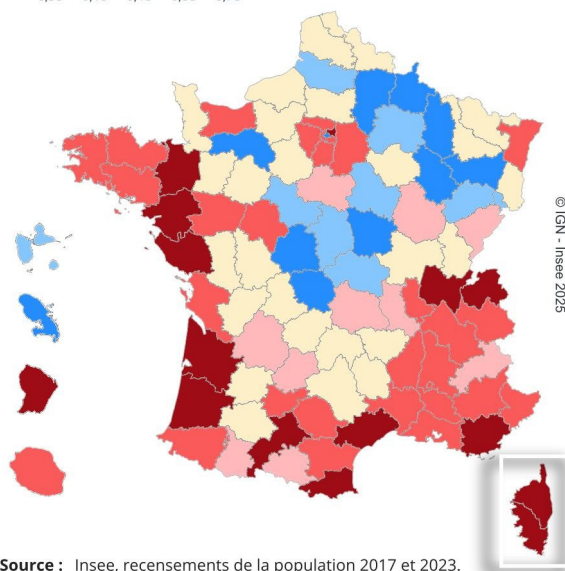 © IGN - Insee 2025
Source : Insee, recensements de la population 2017 et 2023.